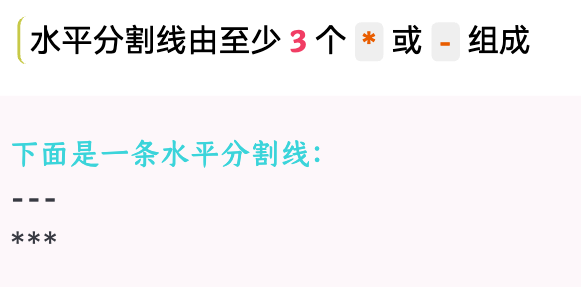 水平分割线由至少 3 个 * 或 - 组成
下面是一条水平分割线：
---
***